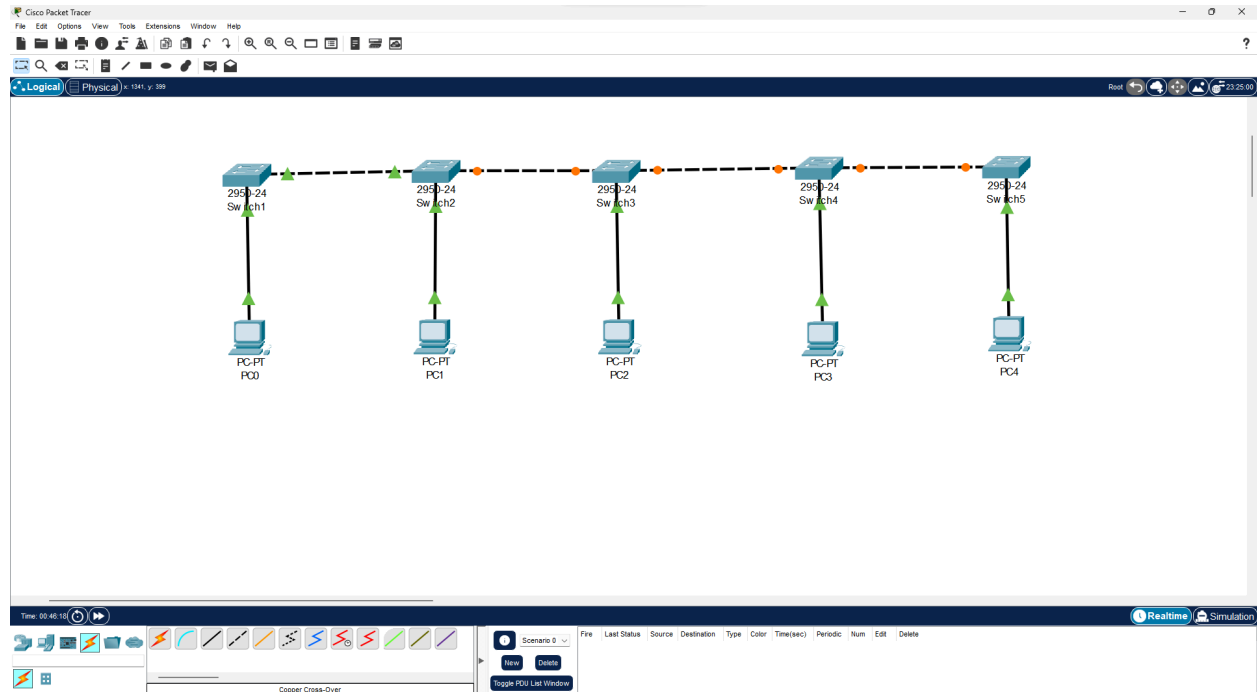 Cisco Packet Tracer
File Edit Options View Tools Extensions Window Help
?
Logical Physical x: 1341, y: 399 Root 23:25:00
2950-24 2950-24 2950-24 2950-24 2950-24
Switch1 Switch2 Switch3 Switch4 Switch5
PC-PT PC-PT PC-PT PC-PT PC-PT
PC0 PC1 PC2 PC3 PC4
Time: 00:46:18 Realtime Simulation
Scenario 0 Fire Last Status Source Destination Type Color Time(sec) Periodic Num Edit Delete
New Delete
Toggle PDU List Window
Copper Cross-Over